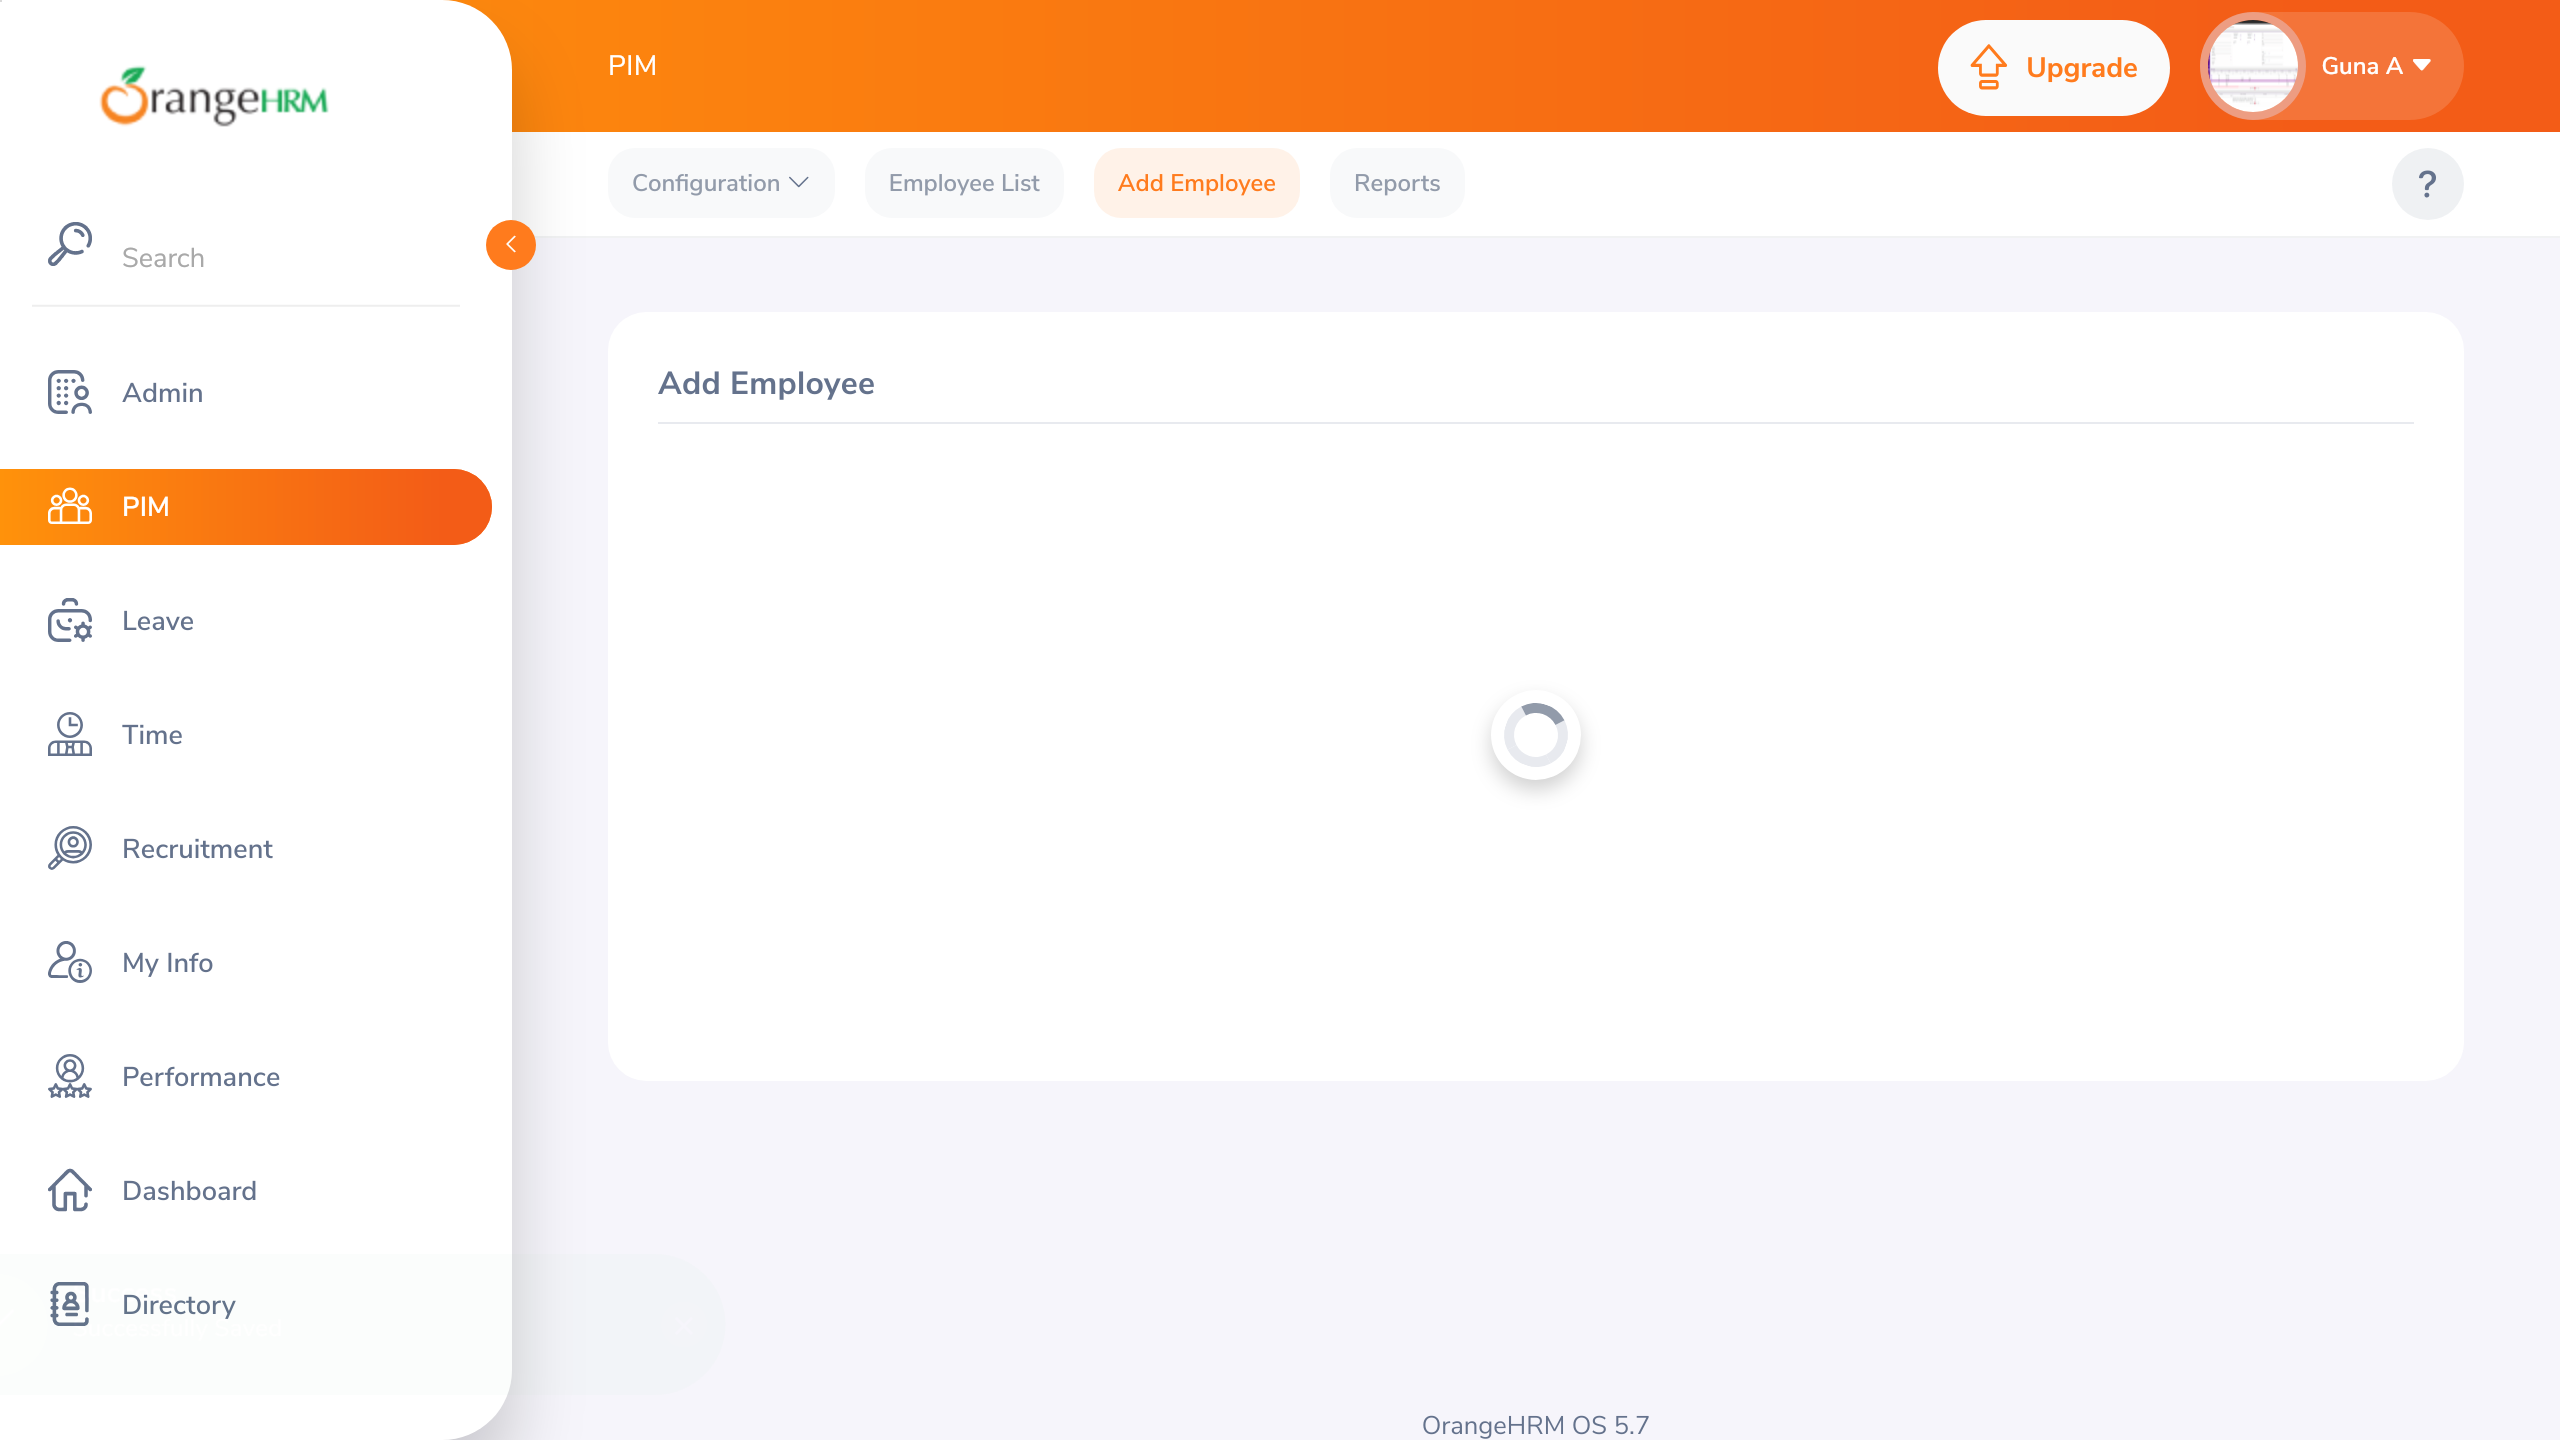 OrangeHRM
Search
Admin
PIM
Leave
Time
Recruitment
My Info
Performance
Dashboard
Directory
PIM
Upgrade
Guna A
Configuration
Employee List
Add Employee
Reports
?
Add Employee
OrangeHRM OS 5.7